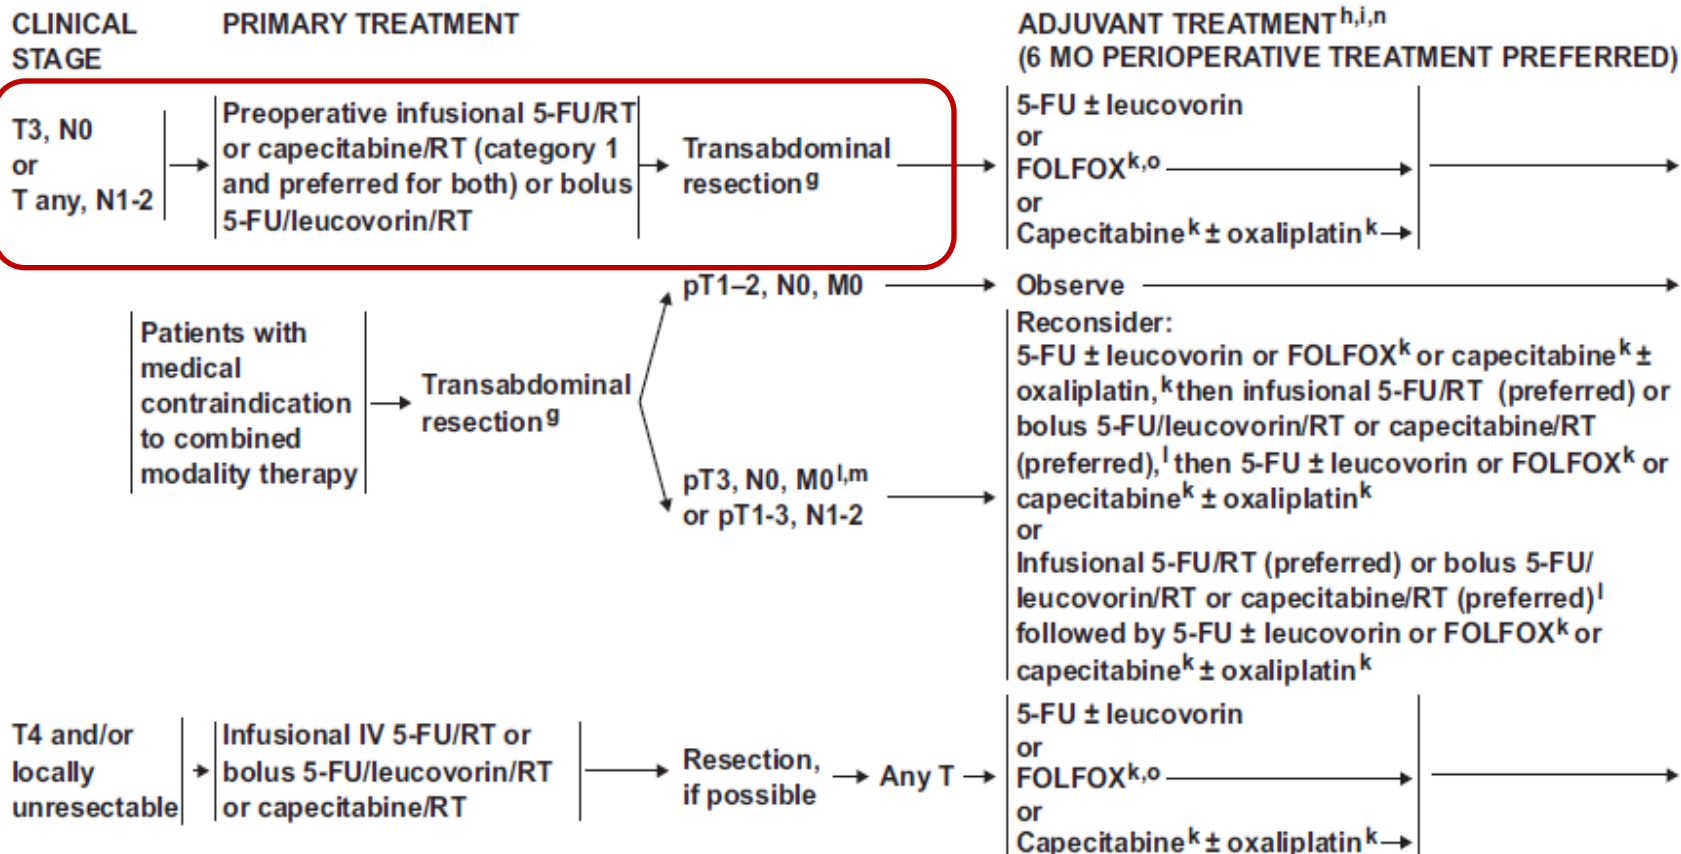 CLINICAL
STAGE
PRIMARY TREATMENT
ADJUVANT TREATMENTh,i,n
(6 MO PERIOPERATIVE TREATMENT PREFERRED)
T3, N0
or
T any, N1-2
Preoperative infusional 5-FU/RT
or capecitabine/RT (category 1
and preferred for both) or bolus
5-FU/leucovorin/RT
Transabdominal
resectiong
5-FU ± leucovorin
or
FOLFOXk,o
or
Capecitabinek ± oxaliplatink
Patients with
medical
contraindication
to combined
modality therapy
Transabdominal
resectiong
pT1–2, N0, M0
Observe
pT3, N0, M0l,m
or pT1-3, N1-2
Reconsider:
5-FU ± leucovorin or FOLFOXk or capecitabinek ±
oxaliplatin,k then infusional 5-FU/RT (preferred) or
bolus 5-FU/leucovorin/RT or capecitabine/RT
(preferred),l then 5-FU ± leucovorin or FOLFOXk or
capecitabinek ± oxaliplatink
or
Infusional 5-FU/RT (preferred) or bolus 5-FU/
leucovorin/RT or capecitabine/RT (preferred)l
followed by 5-FU ± leucovorin or FOLFOXk or
capecitabinek ± oxaliplatink
T4 and/or
locally
unresectable
Infusional IV 5-FU/RT or
bolus 5-FU/leucovorin/RT
or capecitabine/RT
Resection,
if possible
Any T
5-FU ± leucovorin
or
FOLFOXk,o
or
Capecitabinek ± oxaliplatink